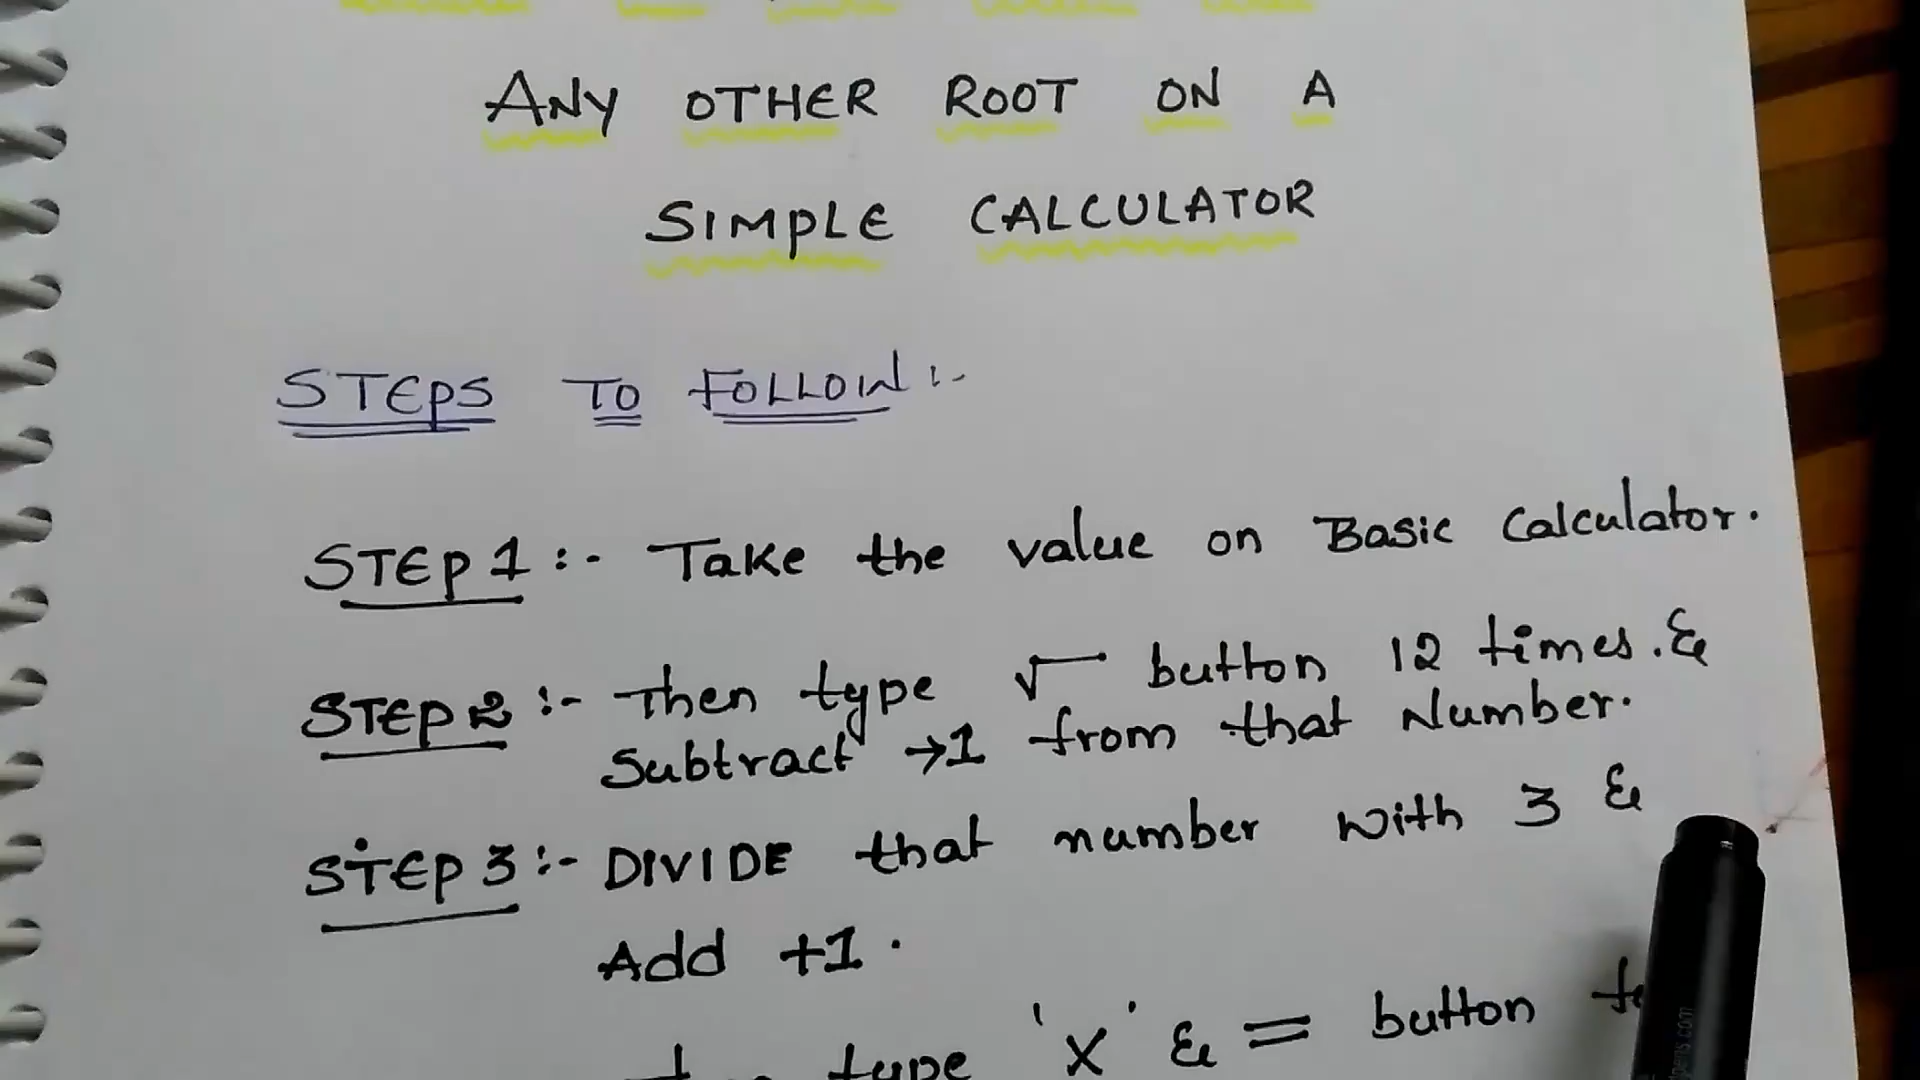 ANY OTHER ROOT ON A
SIMPLE CALCULATOR
STEPS TO FOLLOW :-
STEP 1 :- Take the value on Basic Calculator.
STEP 2 :- Then type √ button 12 times. &
Subtract →1 from that Number.
STEP 3 :- DIVIDE that number with 3 &
Add +1.
type 'X' & = button